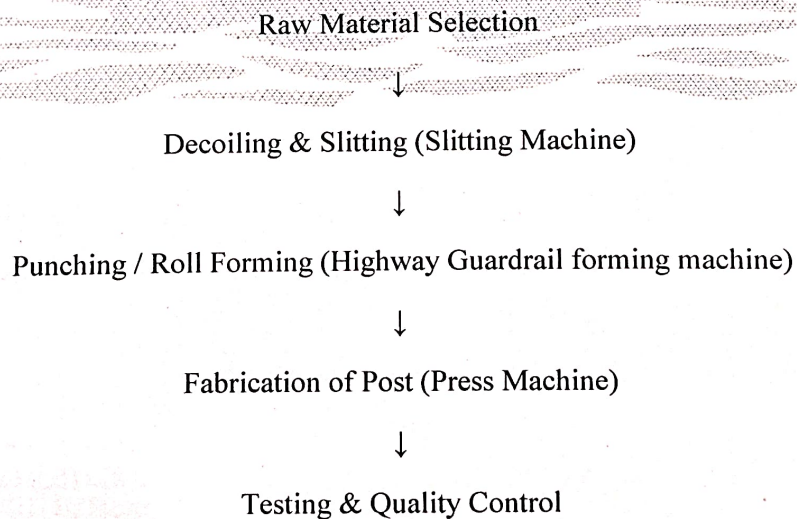 Raw Material Selection
↓
Decoiling & Slitting (Slitting Machine)
↓
Punching / Roll Forming (Highway Guardrail forming machine)
↓
Fabrication of Post (Press Machine)
↓
Testing & Quality Control